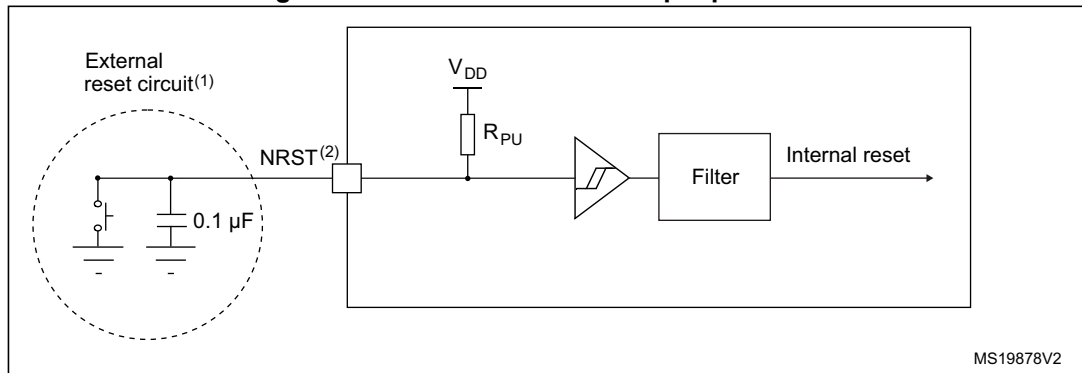 External
reset circuit(1)
VDD
RPU
NRST(2)
0.1 µF
Filter
Internal reset
MS19878V2